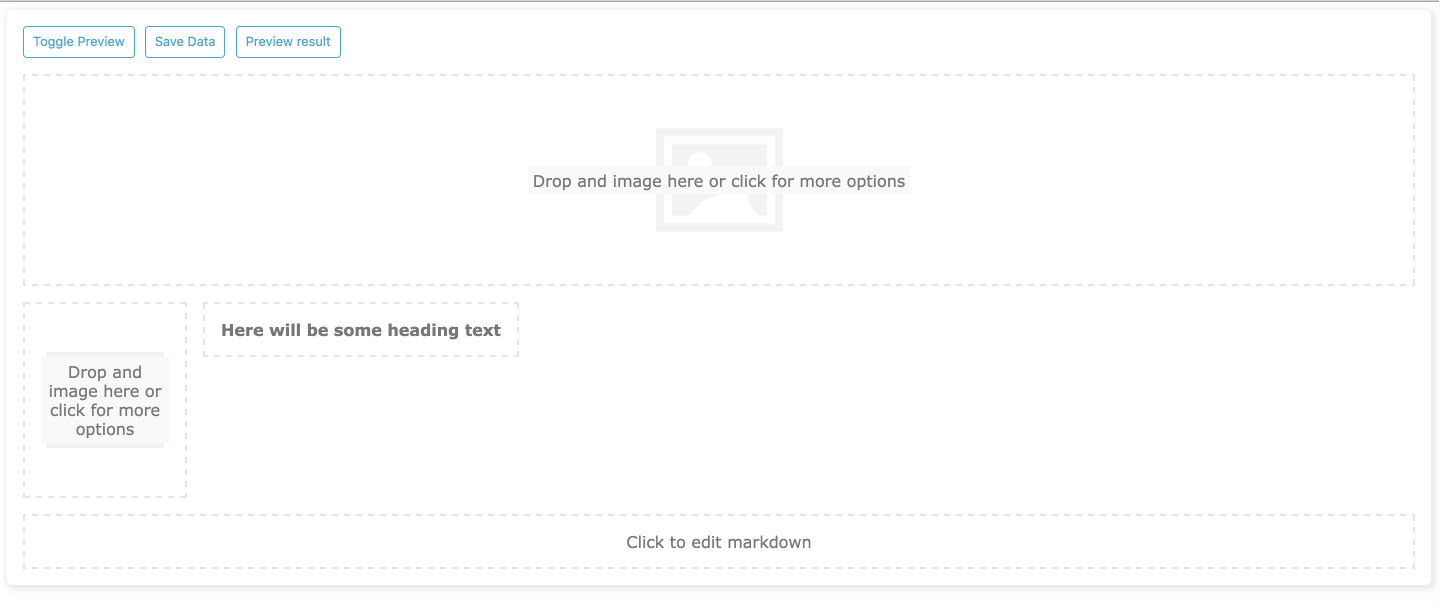 Toggle Preview
Save Data
Preview result
Drop and image here or click for more options
Drop and
image here or
click for more
options
Here will be some heading text
Click to edit markdown